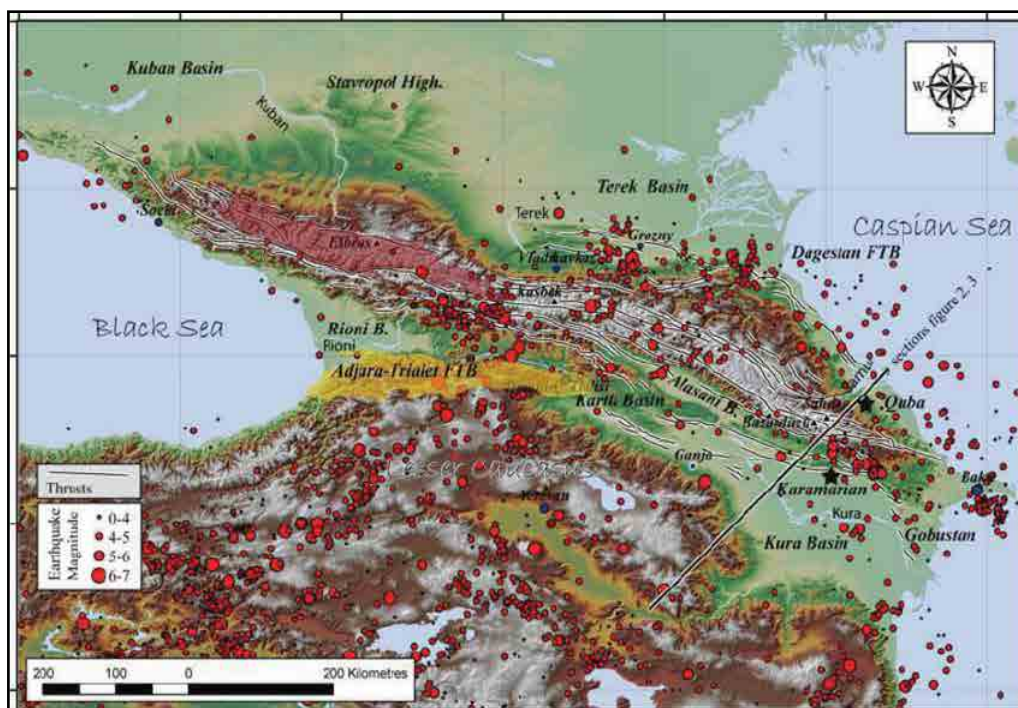 Kuban Basin
Stavropol High.
Kuban
N
W E
S
Terek Basin
Terek
Grozny
Caspian Sea
Sochi
Elbrus
Vladikavkaz
Dagestan FTB
Kasbek
sections figure 2, 3
Black Sea
Rioni B.
Rioni
Adjara-Trialet FTB
Alasani B.
Kartli Basin
Quba
Bazarduzu
Lesser Caucasus
Ganja
Karamarian
Baku
Thrusts
Kura
Yerevan
Earthquake
Magnitude
0-4
4-5
5-6
6-7
Kura Basin
Gobustan
200 100 0 200 Kilometres